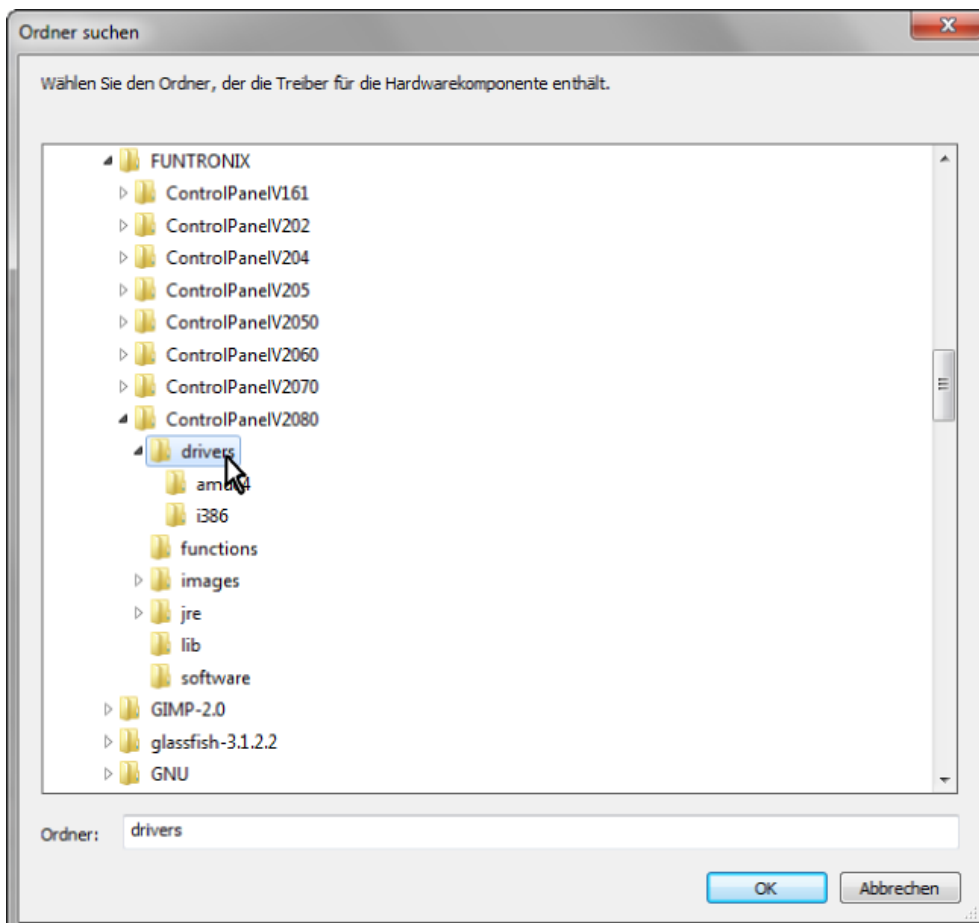 Ordner suchen
Wählen Sie den Ordner, der die Treiber für die Hardwarekomponente enthält.
FUNTRONIX
ControlPanelV161
ControlPanelV202
ControlPanelV204
ControlPanelV205
ControlPanelV2050
ControlPanelV2060
ControlPanelV2070
ControlPanelV2080
drivers
i386
functions
images
jre
lib
software
GIMP-2.0
glassfish-3.1.2.2
GNU
Ordner: drivers
OK Abbrechen